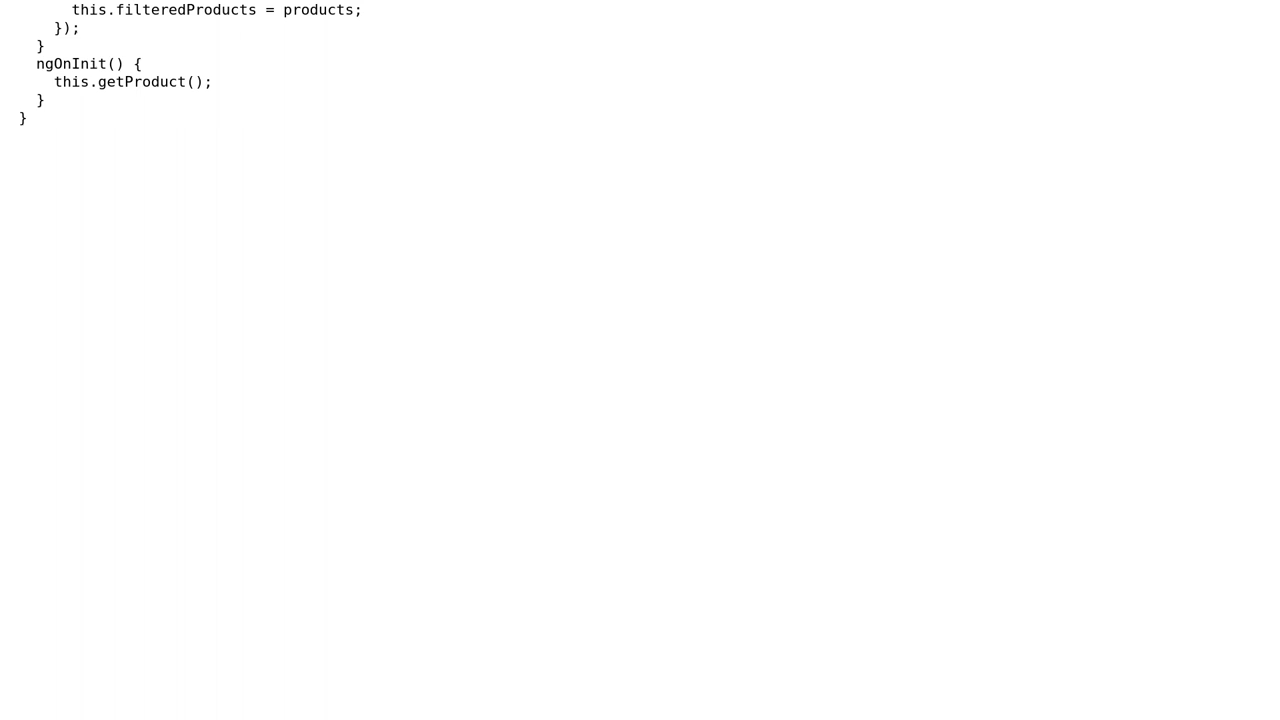 this.filteredProducts = products;
    });
  }
  ngOnInit() {
    this.getProduct();
  }
}